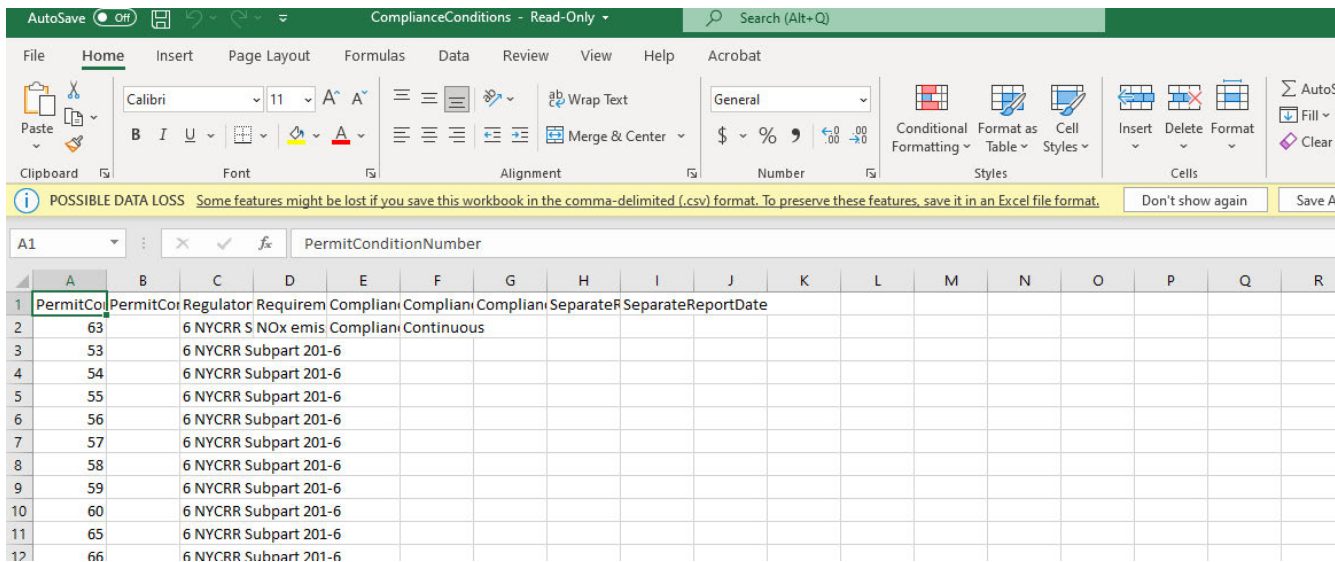 AutoSave Off ComplianceConditions - Read-Only Search (Alt+Q)
File Home Insert Page Layout Formulas Data Review View Help Acrobat
Paste Calibri 11 A^ A˅ ab Wrap Text General Conditional Formatting Format as Table Cell Styles Insert Delete Format AutoS
B I U A Merge & Center $ % 9 .00 .0 Fill
Clear
Clipboard Font Alignment Number Styles Cells
i POSSIBLE DATA LOSS Some features might be lost if you save this workbook in the comma-delimited (.csv) format. To preserve these features, save it in an Excel file format. Don't show again Save A
A1 fx PermitConditionNumber
A B C D E F G H I J K L M N O P Q R
1 PermitCo PermitCor Regulator Requirem Complian Complian Complian SeparateR SeparateReportDate
2 63 6 NYCRR S NOx emis Complian Continuous
3 53 6 NYCRR Subpart 201-6
4 54 6 NYCRR Subpart 201-6
5 55 6 NYCRR Subpart 201-6
6 56 6 NYCRR Subpart 201-6
7 57 6 NYCRR Subpart 201-6
8 58 6 NYCRR Subpart 201-6
9 59 6 NYCRR Subpart 201-6
10 60 6 NYCRR Subpart 201-6
11 65 6 NYCRR Subpart 201-6
12 66 6 NYCRR Subpart 201-6